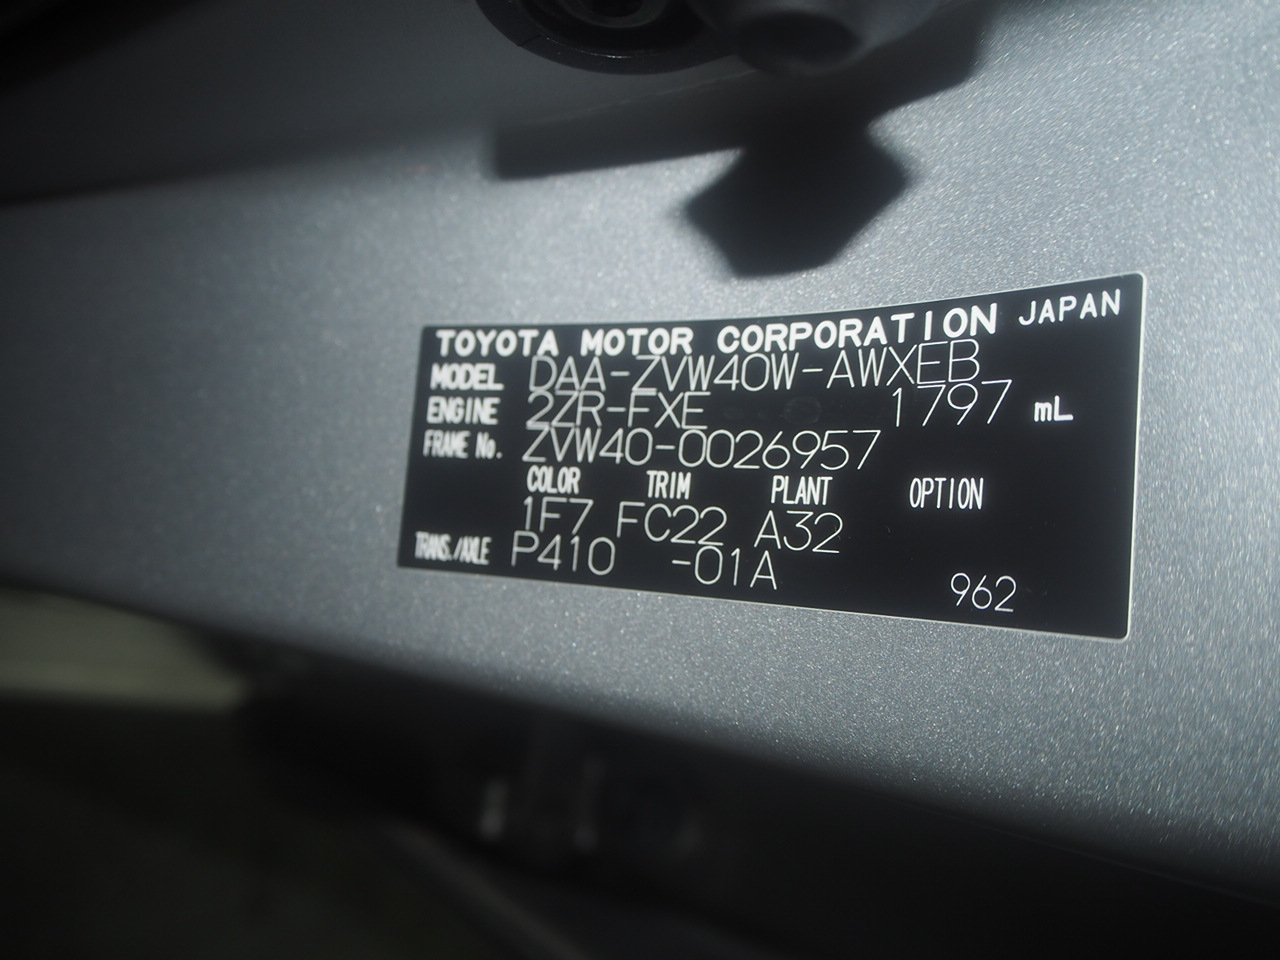 TOYOTA MOTOR CORPORATION JAPAN
MODEL DAA-ZVW40W-AWXEB
ENGINE 2ZR-FXE 1797 mL
FRAME No. ZVW40-0026957
COLOR TRIM PLANT OPTION
1F7 FC22 A32
TRANS./AXLE P410 -01A
962